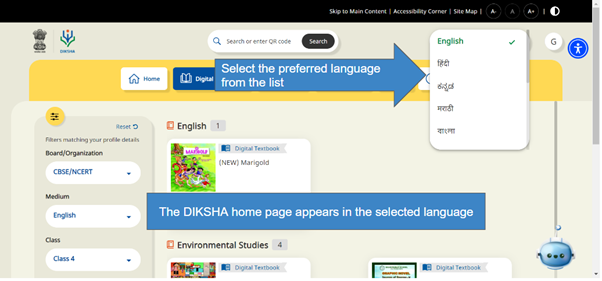 Skip to Main Content | Accessibility Corner | Site Map | A- A A+
DIKSHA
Search or enter QR code Search
English
हिंदी
ಕನ್ನಡ
मराठी
বাংলা
G
Home
Digital
Select the preferred language
from the list
Reset
Filters matching your profile details
Board/Organization
CBSE/NCERT
Medium
English
Class
Class 4
English 1
Digital Textbook
[NEW] Marigold
MARIGOLD
The DIKSHA home page appears in the selected language
Environmental Studies 4
Digital Textbook
Digital Textbook